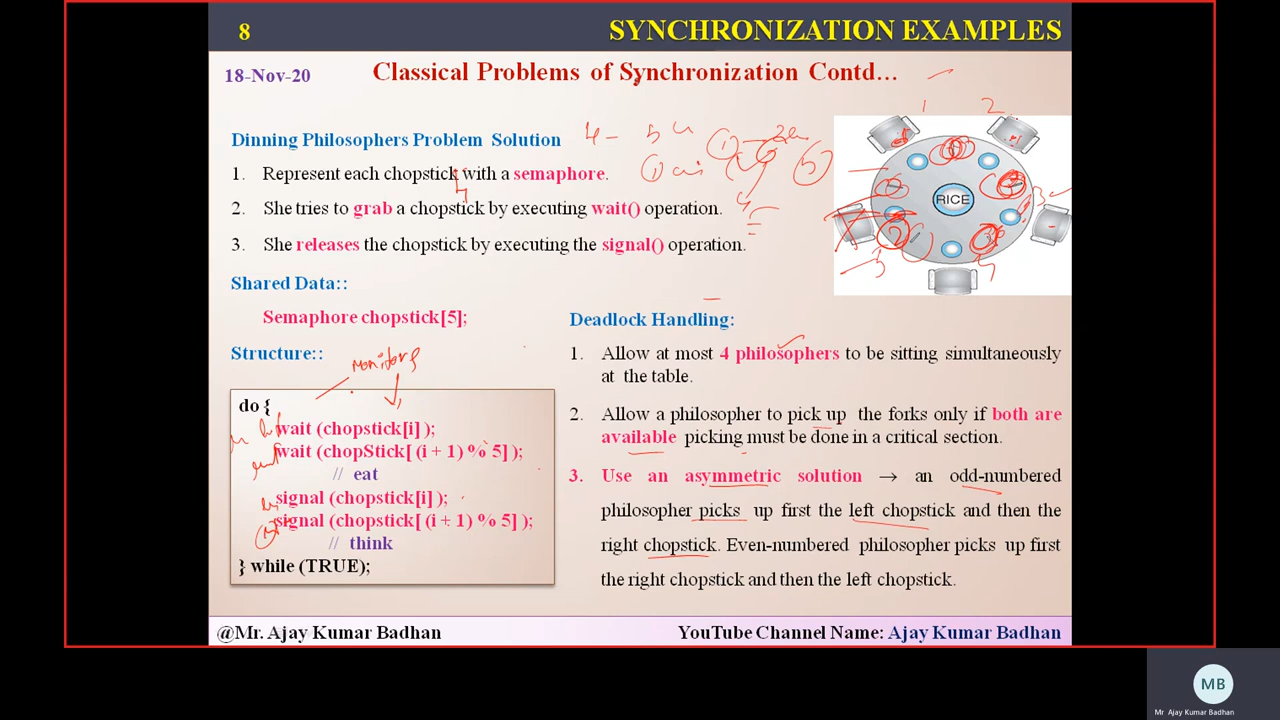 8
SYNCHRONIZATION EXAMPLES
18-Nov-20
Classical Problems of Synchronization Contd...
Dinning Philosophers Problem Solution
1. Represent each chopstick with a semaphore.
2. She tries to grab a chopstick by executing wait() operation.
3. She releases the chopstick by executing the signal() operation.
1
2
3
4
5
RICE
Shared Data::
Semaphore chopstick[5];
Structure::
monitors
do {
wait (chopstick[i] );
wait (chopStick[ (i + 1) % 5] );
// eat
signal (chopstick[i] );
signal (chopstick[ (i + 1) % 5] );
// think
} while (TRUE);
Deadlock Handling:
1. Allow at most 4 philosophers to be sitting simultaneously
at the table.
2. Allow a philosopher to pick up the forks only if both are
available picking must be done in a critical section.
3. Use an asymmetric solution → an odd-numbered
philosopher picks up first the left chopstick and then the
right chopstick. Even-numbered philosopher picks up first
the right chopstick and then the left chopstick.
@Mr. Ajay Kumar Badhan
YouTube Channel Name: Ajay Kumar Badhan
MB
Mr Ajay Kumar Badhan